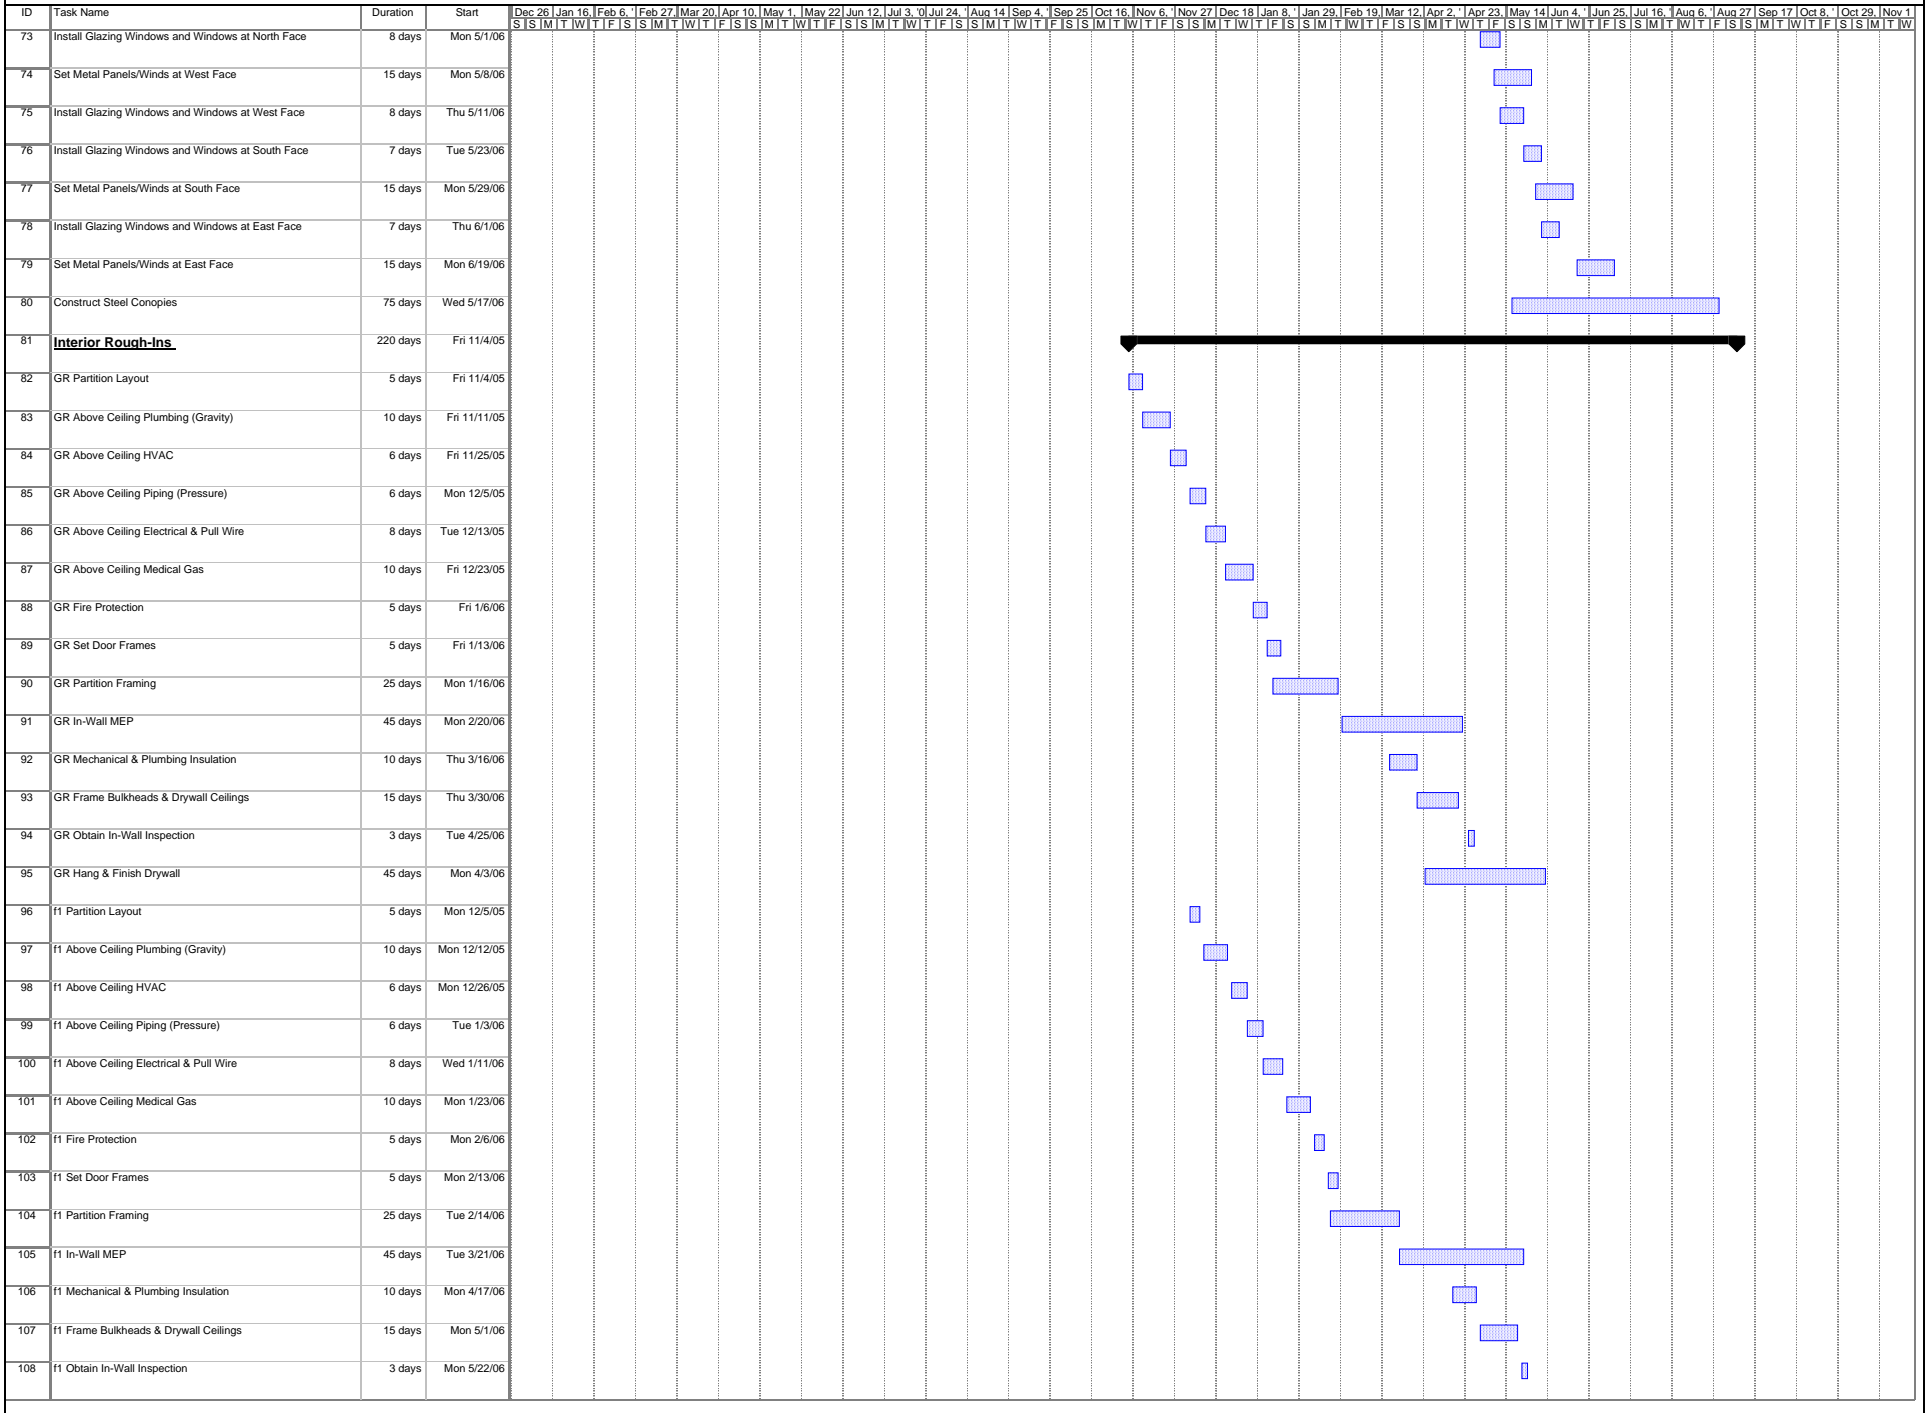 ID Task Name Duration Start Dec 26 Jan 16, Feb 6, ' Feb 27, Mar 20, Apr 10, May 1, May 22 Jun 12, Jul 3, '0 Jul 24, ' Aug 14 Sep 4, ' Sep 25 Oct 16, Nov 6, ' Nov 27 Dec 18 Jan 8, ' Jan 29, Feb 19, Mar 12, Apr 2, ' Apr 23, May 14 Jun 4, ' Jun 25, Jul 16, ' Aug 6, ' Aug 27 Sep 17 Oct 8, ' Oct 29, Nov 1
S S M T W T F S S M T W T F S S M T W T F S S M T W T F S S M T W T F S S M T W T F S S M T W T F S S M T W T F S S M T W T F S S M T W
73 Install Glazing Windows and Windows at North Face 8 days Mon 5/1/06
74 Set Metal Panels/Winds at West Face 15 days Mon 5/8/06
75 Install Glazing Windows and Windows at West Face 8 days Thu 5/11/06
76 Install Glazing Windows and Windows at South Face 7 days Tue 5/23/06
77 Set Metal Panels/Winds at South Face 15 days Mon 5/29/06
78 Install Glazing Windows and Windows at East Face 7 days Thu 6/1/06
79 Set Metal Panels/Winds at East Face 15 days Mon 6/19/06
80 Construct Steel Conopies 75 days Wed 5/17/06
81 Interior Rough-Ins 220 days Fri 11/4/05
82 GR Partition Layout 5 days Fri 11/4/05
83 GR Above Ceiling Plumbing (Gravity) 10 days Fri 11/11/05
84 GR Above Ceiling HVAC 6 days Fri 11/25/05
85 GR Above Ceiling Piping (Pressure) 6 days Mon 12/5/05
86 GR Above Ceiling Electrical & Pull Wire 8 days Tue 12/13/05
87 GR Above Ceiling Medical Gas 10 days Fri 12/23/05
88 GR Fire Protection 5 days Fri 1/6/06
89 GR Set Door Frames 5 days Fri 1/13/06
90 GR Partition Framing 25 days Mon 1/16/06
91 GR In-Wall MEP 45 days Mon 2/20/06
92 GR Mechanical & Plumbing Insulation 10 days Thu 3/16/06
93 GR Frame Bulkheads & Drywall Ceilings 15 days Thu 3/30/06
94 GR Obtain In-Wall Inspection 3 days Tue 4/25/06
95 GR Hang & Finish Drywall 45 days Mon 4/3/06
96 f1 Partition Layout 5 days Mon 12/5/05
97 f1 Above Ceiling Plumbing (Gravity) 10 days Mon 12/12/05
98 f1 Above Ceiling HVAC 6 days Mon 12/26/05
99 f1 Above Ceiling Piping (Pressure) 6 days Tue 1/3/06
100 f1 Above Ceiling Electrical & Pull Wire 8 days Wed 1/11/06
101 f1 Above Ceiling Medical Gas 10 days Mon 1/23/06
102 f1 Fire Protection 5 days Mon 2/6/06
103 f1 Set Door Frames 5 days Mon 2/13/06
104 f1 Partition Framing 25 days Tue 2/14/06
105 f1 In-Wall MEP 45 days Tue 3/21/06
106 f1 Mechanical & Plumbing Insulation 10 days Mon 4/17/06
107 f1 Frame Bulkheads & Drywall Ceilings 15 days Mon 5/1/06
108 f1 Obtain In-Wall Inspection 3 days Mon 5/22/06